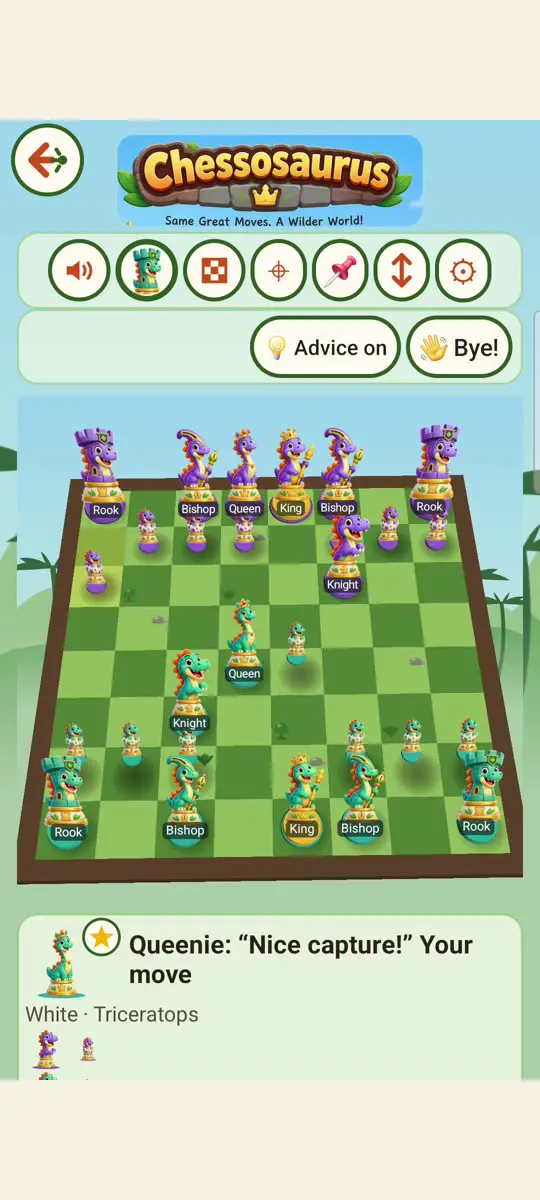 Chessosaurus
Same Great Moves. A Wilder World!
Advice on
Bye!
Rook
Bishop
Queen
King
Bishop
Rook
Knight
Queen
Knight
Rook
Bishop
King
Bishop
Rook
Queenie: “Nice capture!” Your
move
White · Triceratops